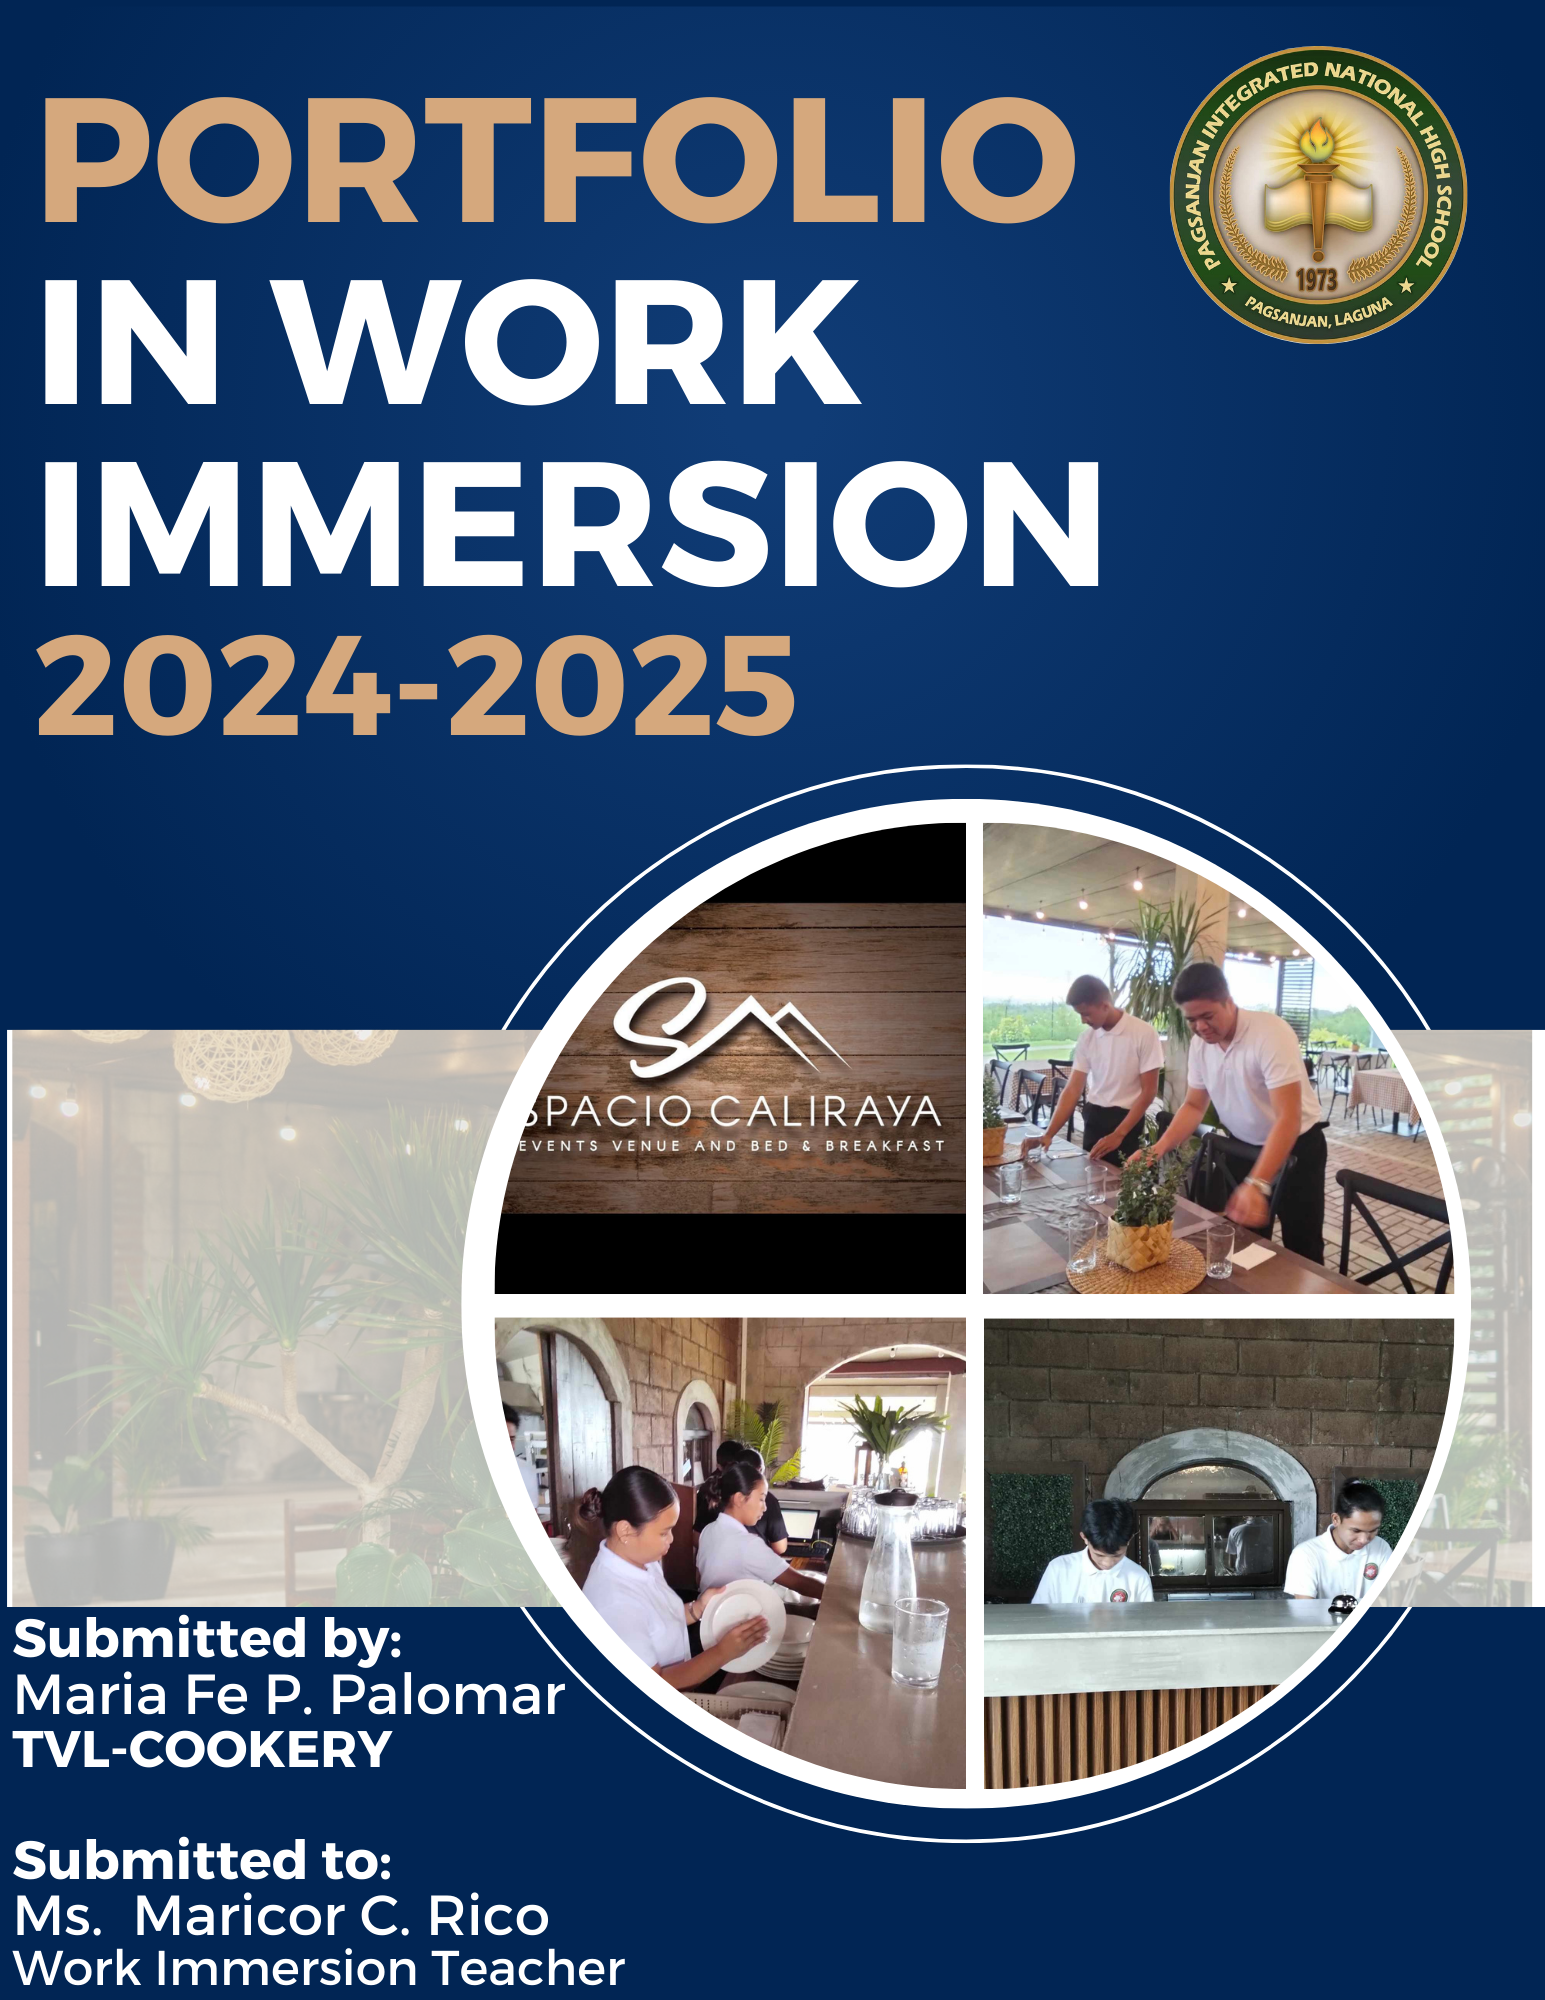 PORTFOLIO
IN WORK
IMMERSION
2024-2025
PAGSANJAN INTEGRATED NATIONAL HIGH SCHOOL
1973
PAGSANJAN, LAGUNA
SM
SPACIO CALIRAYA
EVENTS VENUE AND BED & BREAKFAST
Submitted by:
Maria Fe P. Palomar
TVL-COOKERY
Submitted to:
Ms. Maricor C. Rico
Work Immersion Teacher